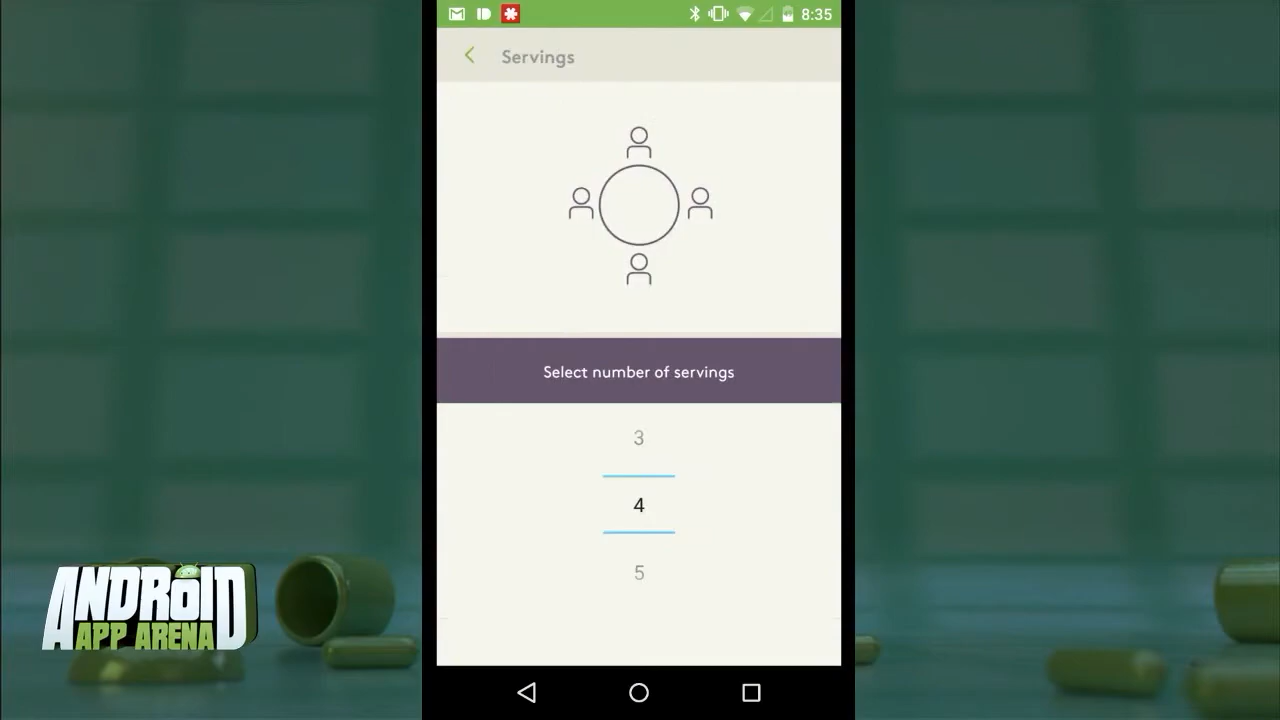 8:35
Servings
Select number of servings
3
4
5
ANDROID
APP ARENA